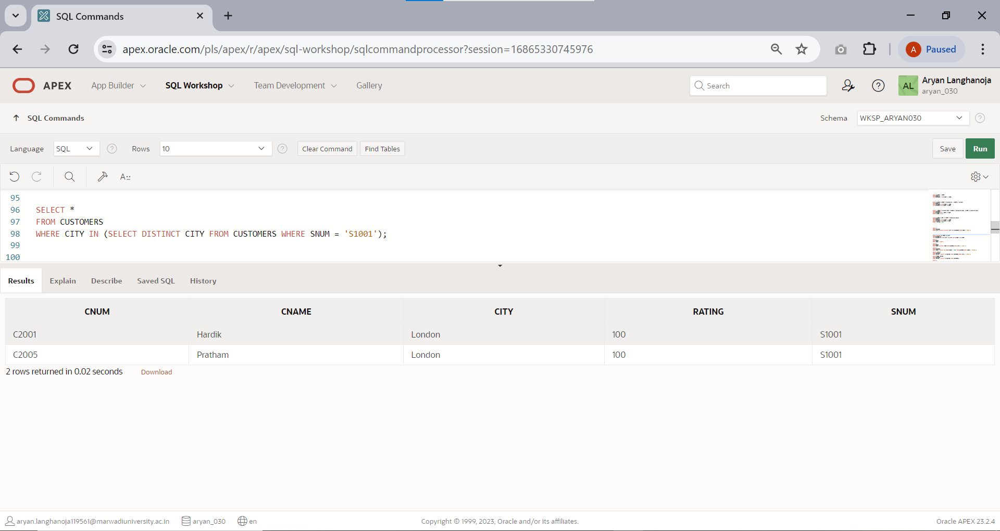 SQL Commands
apex.oracle.com/pls/apex/r/apex/sql-workshop/sqlcommandprocessor?session=16865330745976
A Paused
APEX App Builder SQL Workshop Team Development Gallery Search AL Aryan Langhanoja
aryan_030
SQL Commands Schema WKSP_ARYAN030
Language SQL Rows 10 Clear Command Find Tables Save Run
95
96 SELECT *
97 FROM CUSTOMERS
98 WHERE CITY IN (SELECT DISTINCT CITY FROM CUSTOMERS WHERE SNUM = 'S1001');
99
100
Results Explain Describe Saved SQL History
CNUM CNAME CITY RATING SNUM
C2001 Hardik London 100 S1001
C2005 Pratham London 100 S1001
2 rows returned in 0.02 seconds Download
aryan.langhanoja119561@marwadiuniversity.ac.in aryan_030 en Copyright © 1999, 2023, Oracle and/or its affiliates. Oracle APEX 23.2.4